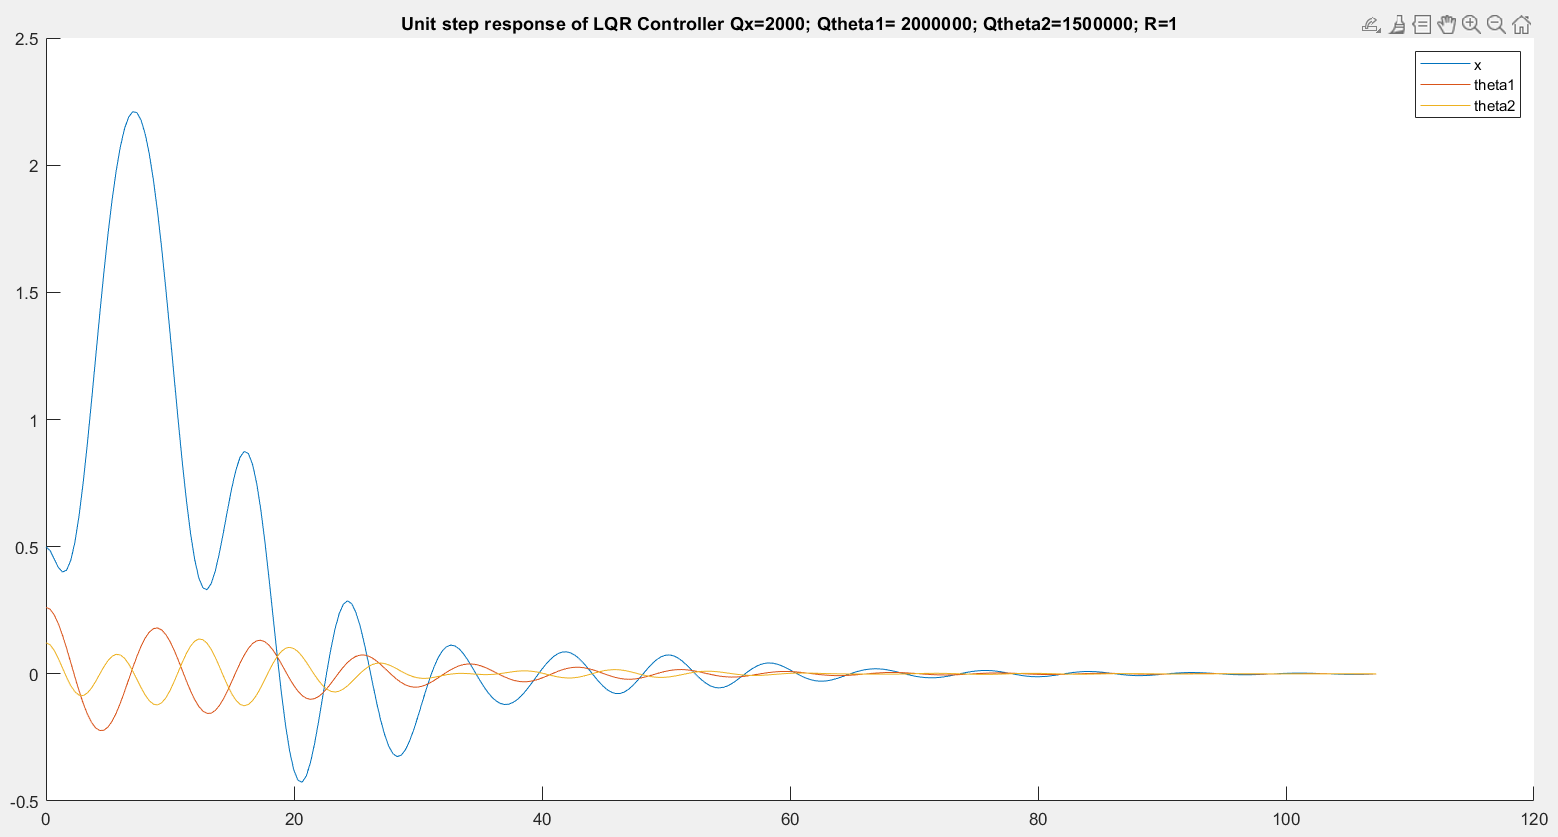 Unit step response of LQR Controller Qx=2000; Qtheta1= 2000000; Qtheta2=1500000; R=1
x
theta1
theta2
2.5
2
1.5
1
0.5
0
-0.5
0 20 40 60 80 100 120